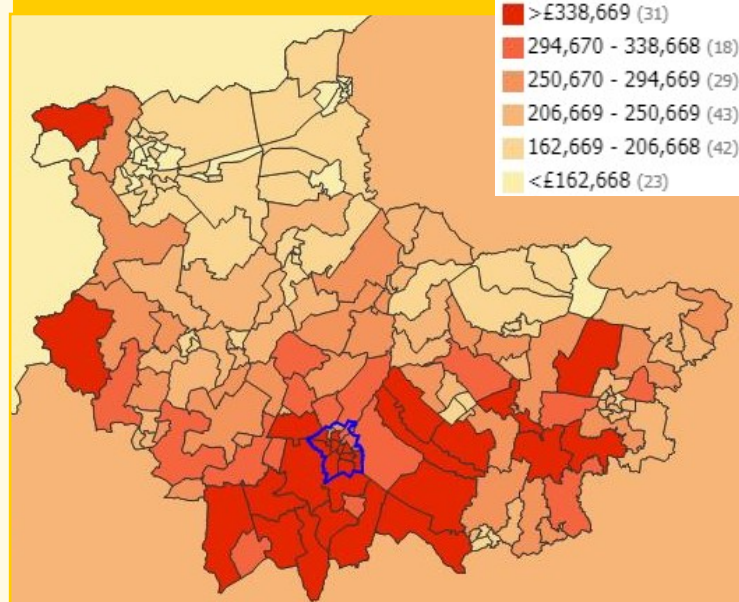 >£338,669 (31)
294,670 - 338,668 (18)
250,670 - 294,669 (29)
206,669 - 250,669 (43)
162,669 - 206,668 (42)
<£162,668 (23)